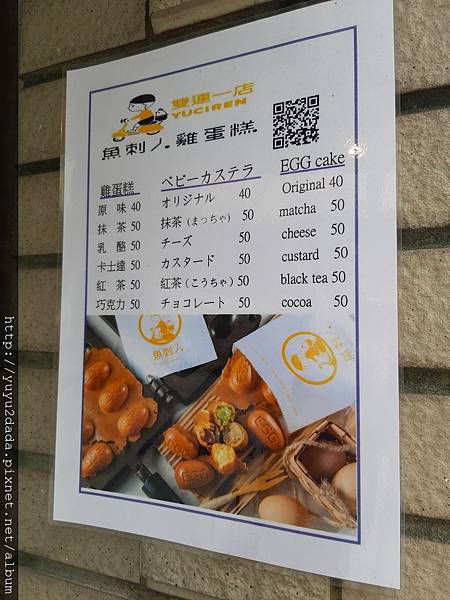 雙連一店
YUCIREN
魚刺人雞蛋糕
雞蛋糕
原味 40
抹茶 50
乳酪 50
卡士達 50
紅茶 50
巧克力 50
ベビーカステラ
オリジナル 40
抹茶(まっちゃ) 50
チーズ 50
カスタード 50
紅茶(こうちゃ) 50
チョコレート 50
EGG cake
Original 40
matcha 50
cheese 50
custard 50
black tea 50
cocoa 50
魚刺人
EGG
EGG
EGG
http://yuyu2dada.pixnet.net/album